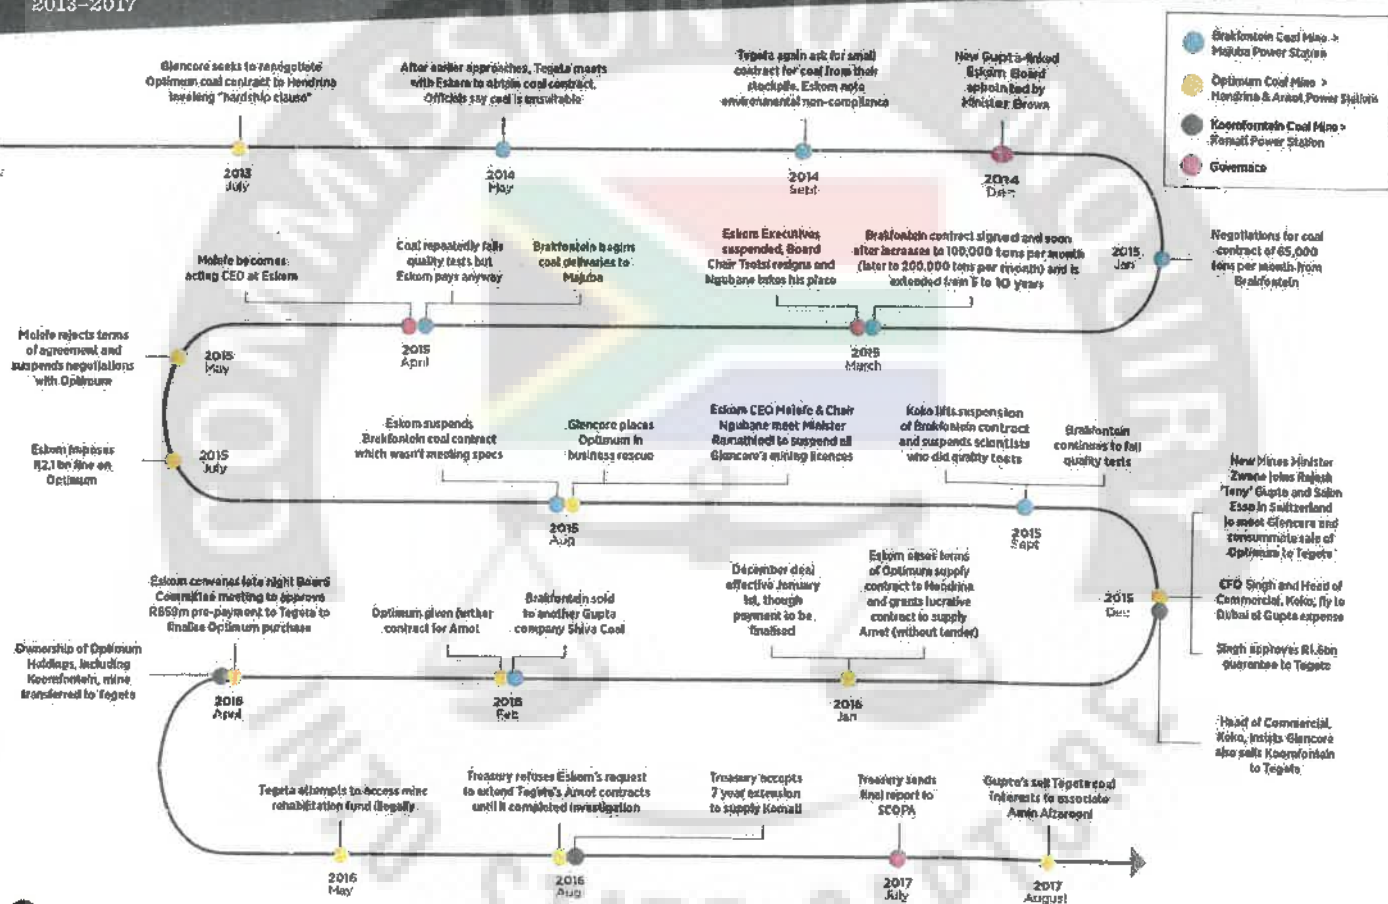 2013–2017
Brakfontein Coal Mine >
Majuba Power Station
Optimum Coal Mine >
Hendrina & Arnot Power Stations
Koornfontein Coal Mine >
Komati Power Station
Governace
Glencore seeks to renegotiate
Optimum coal contract to Hendrina
invoking "hardship clause"
2013
July
After earlier approaches, Tegeta meets
with Eskom to obtain coal contract.
Officials say coal is unsuitable
2014
May
Tegeta again ask for small
contract for coal from their
stockpile. Eskom note
environmental non-compliance
2014
Sept
New Gupta-linked
Eskom Board
appointed by
Minister Brown
2014
Dec
2015
Jan
Negotiations for coal
contract of 65,000
tons per month from
Brakfontein
Eskom Executives
suspended, Board
Chair Tsotsi resigns and
Ngubane takes his place
Brakfontein contract signed and soon
after increases to 100,000 tons per month
(later to 200,000 tons per month) and is
extended from 5 to 10 years
2015
March
Molefe becomes
acting CEO at Eskom
Coal repeatedly fails
quality tests but
Eskom pays anyway
Brakfontein begins
coal deliveries to
Majuba
2015
April
Molefe rejects terms
of agreement and
suspends negotiations
with Optimum
2015
May
Eskom imposes
R2,1 bn fine on
Optimum
2015
July
Eskom suspends
Brakfontein coal contract
which wasn't meeting specs
Glencore places
Optimum in
business rescue
Eskom CEO Molefe & Chair
Ngubane meet Minister
Ramathlodi to suspend all
Glencore's mining licences
2015
Aug
Koko lifts suspension
of Brakfontein contract
and suspends scientists
who did quality tests
Brakfontein
continues to fail
quality tests
2015
Sept
New Mines Minister
Zwane joins Rajesh
'Tony' Gupta and Salim
Essa in Switzerland
to meet Glencore and
consummate sale of
Optimum to Tegeta
CFO Singh and Head of
Commercial, Koko, fly to
Dubai at Gupta expense
Singh approves R1.6bn
guarantee to Tegeta
2015
Dec
Head of Commercial,
Koko, insists Glencore
also sells Koornfontein
to Tegeta
December deal
effective January
1st, though
payment to be
finalised
Eskom terms
of Optimum supply
contract to Hendrina
and grants lucrative
contract to supply
Arnot (without tender)
2016
Jan
Optimum given further
contract for Arnot
Brakfontein sold
to another Gupta
company Shiva Coal
2016
Feb
Eskom convenes late night Board
Committee meeting to approve
R659m pre-payment to Tegeta to
finalise Optimum purchase
Ownership of Optimum
Holdings, including
Koornfontein, mine
transferred to Tegeta
2016
April
Tegeta attempts to access mine
rehabilitation fund illegally
2016
May
Treasury refuses Eskom's request
to extend Tegeta's Arnot contracts
until it completed investigation
Treasury accepts
7 year extension
to supply Komati
2016
Aug
Treasury sends
final report to
SCOPA
2017
July
Gupta's sell Tegeta coal
interests to associate
Amin Alzarooni
2017
August